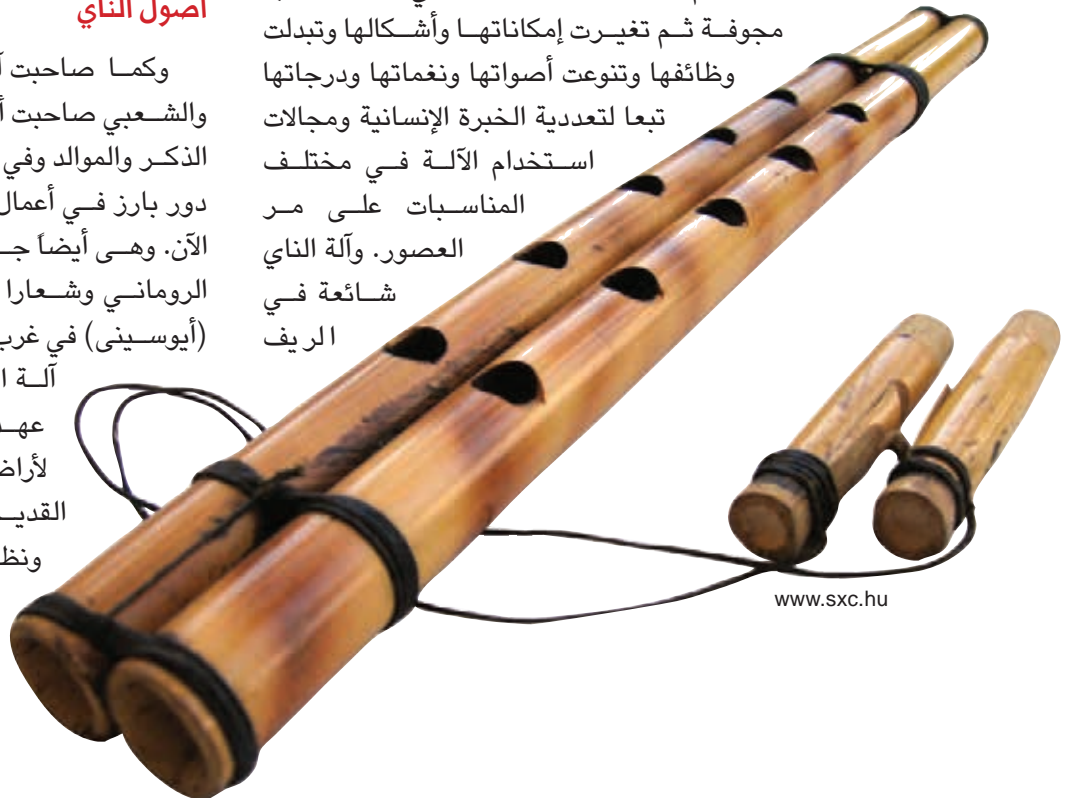 أصول الناي
وكما صاحبت
والشعبي صاحبت
الذكر والموالد وفي
دور بارز في أعمال
الآن. وهى أيضاً
الروماني وشعارا
(أيوسينى) في غرب
آلة
القديـ
ونظـ
مجوفة ثم تغيرت إمكاناتها وأشكالها وتبدلت
وظائفها وتنوعت أصواتها ونغماتها ودرجاتها
تبعا لتعددية الخبرة الإنسانية ومجالات
استخدام الآلة في مختلف
المناسبات على مر
العصور. وآلة الناي
شائعة في
الريف
www.sxc.hu